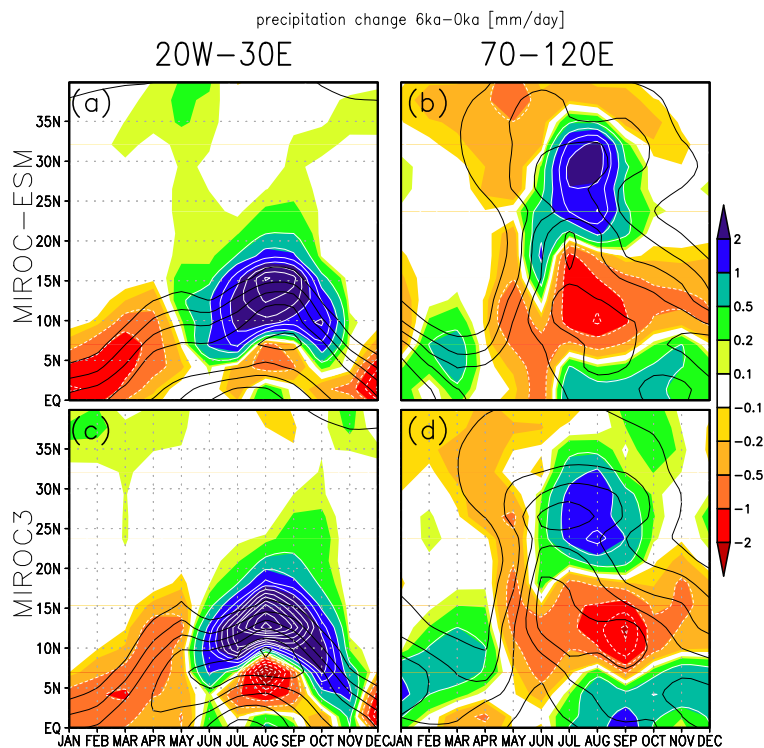 precipitation change 6ka-0ka [mm/day]
20W-30E 70-120E
MIROC-ESM
(a) (b)
35N
30N
25N
20N
15N
10N
5N
EQ
2
1
0.5
0.2
0.1
-0.1
-0.2
-0.5
-1
-2
MIROC3
(c) (d)
35N
30N
25N
20N
15N
10N
5N
EQ
JAN FEB MAR APR MAY JUN JUL AUG SEP OCT NOV DEC JAN FEB MAR APR MAY JUN JUL AUG SEP OCT NOV DEC